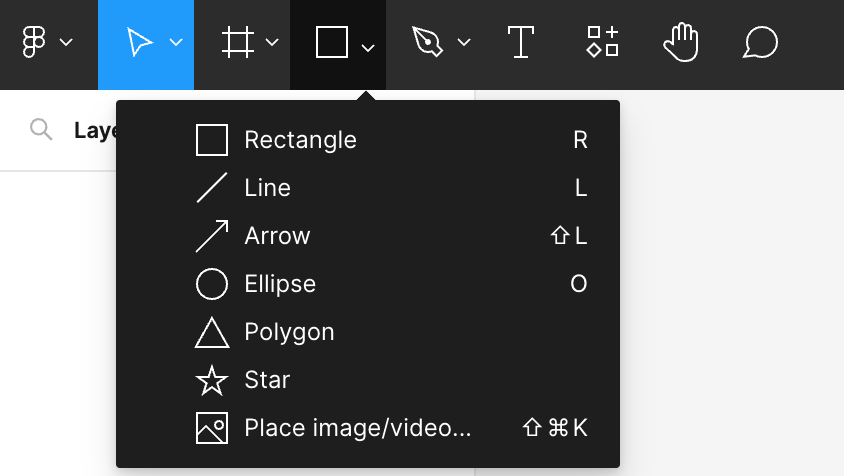 Laye
Rectangle R
Line L
Arrow ⇧L
Ellipse O
Polygon
Star
Place image/video... ⇧⌘K